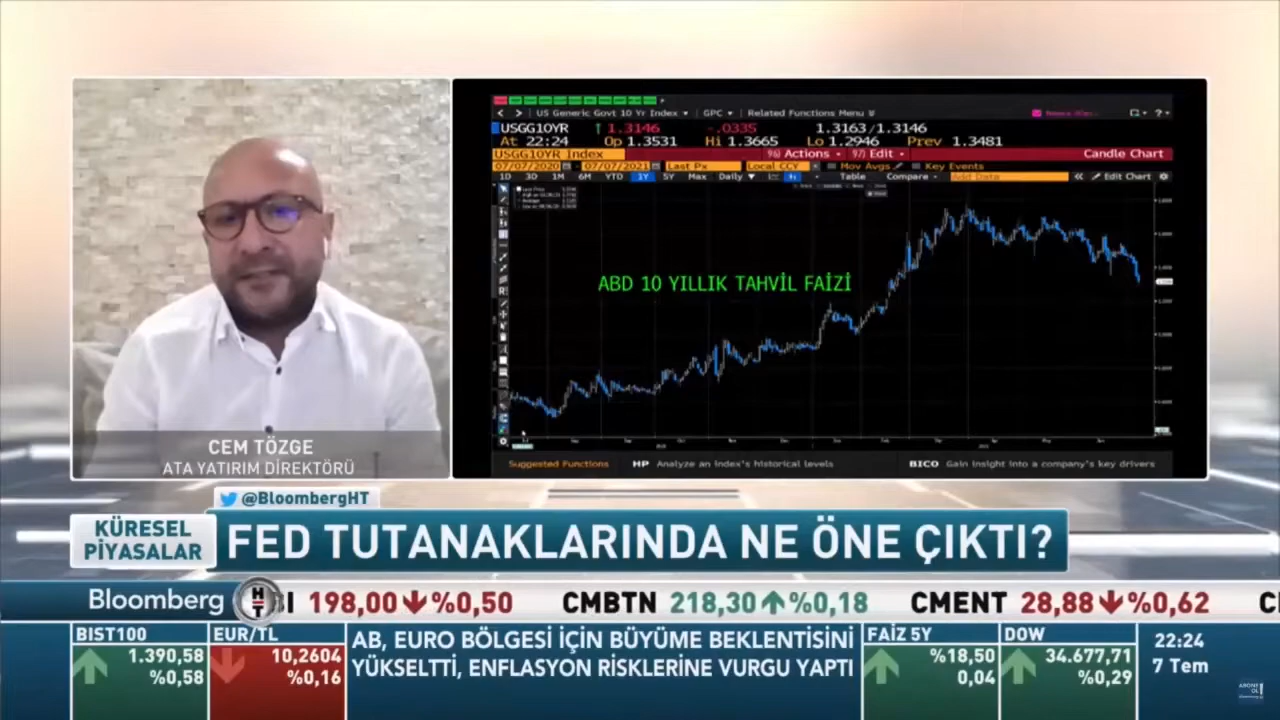 US Generic Govt 10 Yr Index GPC Related Functions Menu
USGG10YR 1.3146 -.0335 1.3163/1.3146
At 22:24 Op 1.3531 Hi 1.3665 Lo 1.2946 Prev 1.3481
USGG10YR Index 96) Actions 97) Edit Candle Chart
07/07/2020 07/07/2021 Last Px Local CCY Mov Avgs Key Events
1D 3D 1M 6M YTD 1Y 5Y Max Daily Table Compare Add Data « Edit Chart
ABD 10 YILLIK TAHVİL FAİZİ
Suggested Functions HP Analyze an index's historical levels BICO Gain insight into a company's key drivers
CEM TÖZGE
ATA YATIRIM DİREKTÖRÜ
@BloombergHT
KÜRESEL
PİYASALAR
FED TUTANAKLARINDA NE ÖNE ÇIKTI?
Bloomberg HT 198,00 %0,50 CMBTN 218,30 %0,18 CMENT 28,88 %0,62
BIST100
1.390,58
%0,58
EUR/TL
10,2604
%0,16
AB, EURO BÖLGESİ İÇİN BÜYÜME BEKLENTİSİNİ
YÜKSELTTİ, ENFLASYON RİSKLERİNE VURGU YAPTI
FAİZ 5Y
%18,50
0,04
DOW
34.677,71
%0,29
22:24
7 Tem
ABONE
OL!